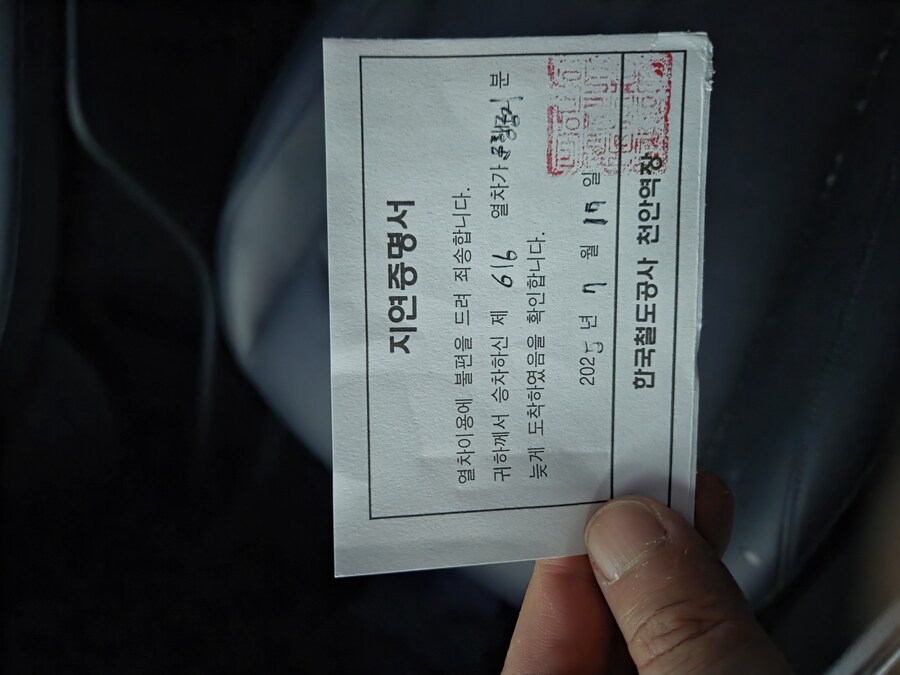 지연증명서
열차이용에 불편을 드려 죄송합니다.
귀하께서 승차하신 제 616 열차가 분
늦게 도착하였음을 확인합니다.
2025 년 7 월 17 일
한국철도공사 천안역장